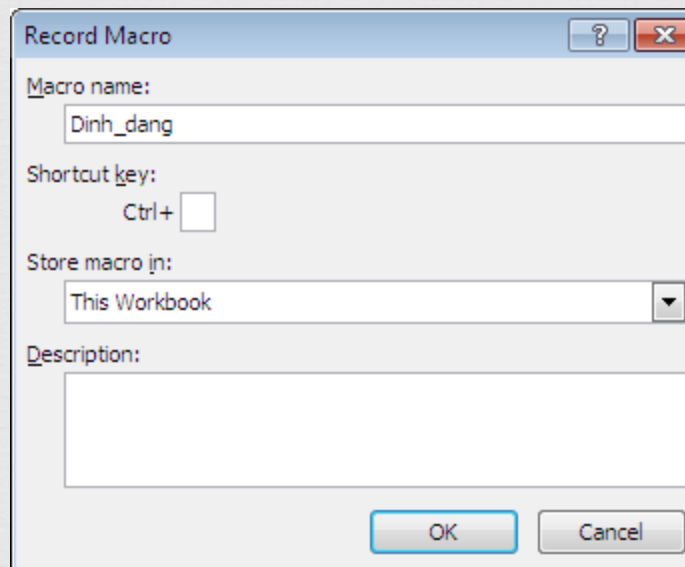 Record Macro
Macro name:
Dinh_dang
Shortcut key:
Ctrl+
Store macro in:
This Workbook
Description:
OK Cancel